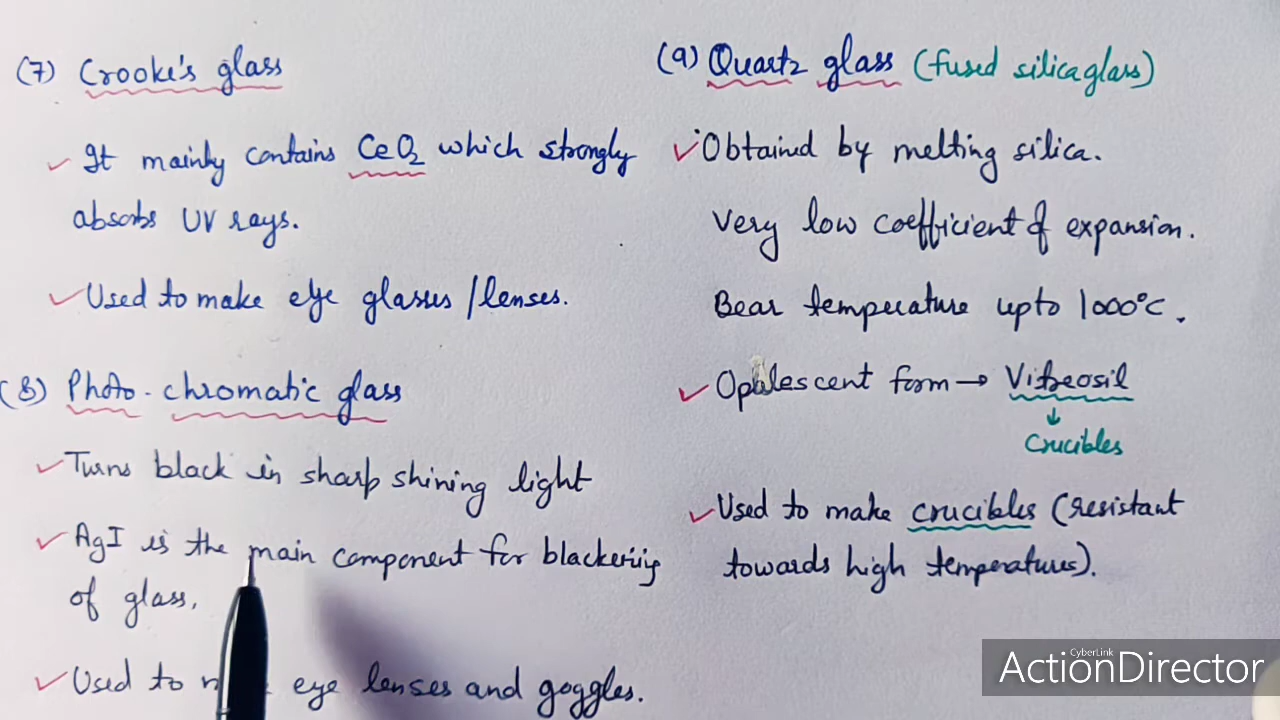 (7) Crooke's glass
It mainly contains CeO₂ which strongly
absorbs UV rays.
Used to make eye glasses/lenses.
(8) Photo-chromatic glass
Turns black in sharp shining light
AgI is the main component for blackening
of glass.
Used to eye lenses and goggles.
(9) Quartz glass (fused silica glass)
Obtained by melting silica.
Very low coefficient of expansion.
Bear temperature upto 1000°C.
Opalescent form → Vitreosil
↓
Crucibles
Used to make crucibles (resistant
towards high temperatures).
CyberLink
ActionDirector